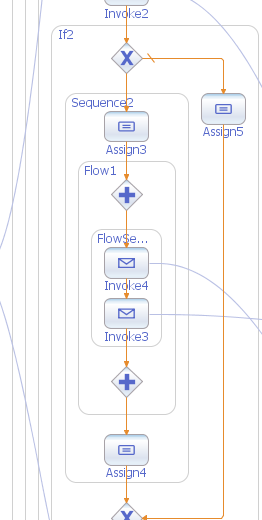 Invoke2
If2
Sequence2
Assign5
Assign3
Flow1
FlowSe...
Invoke4
Invoke3
Assign4